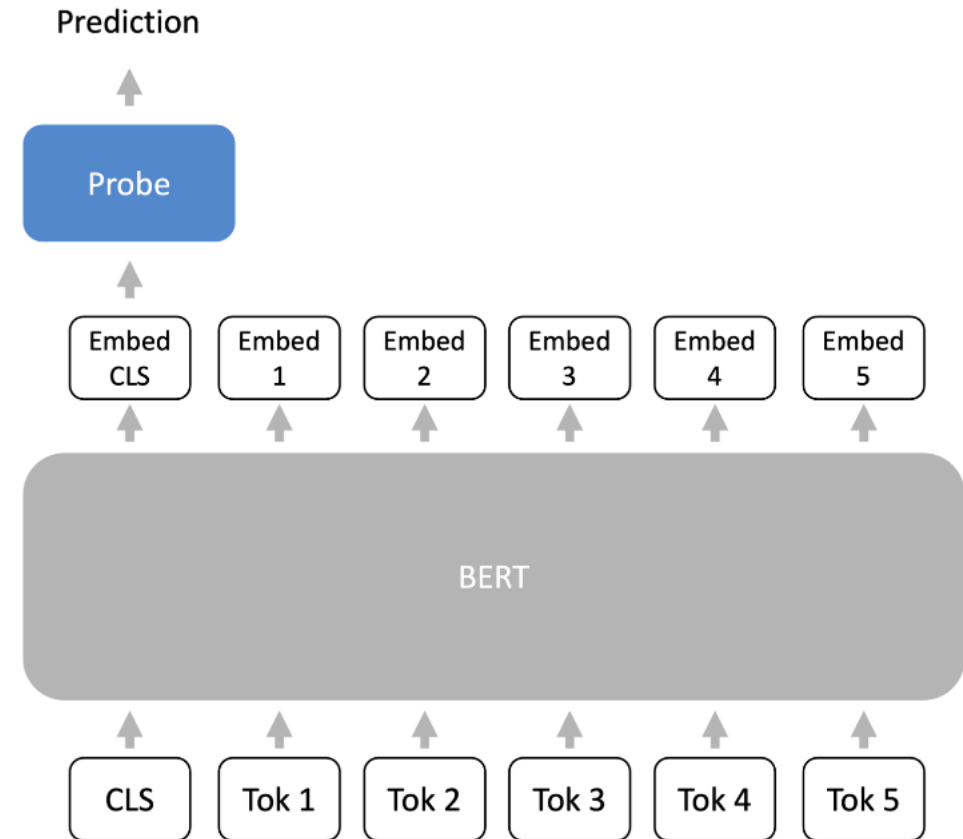 Prediction
Probe
Embed CLS
Embed 1
Embed 2
Embed 3
Embed 4
Embed 5
BERT
CLS
Tok 1
Tok 2
Tok 3
Tok 4
Tok 5